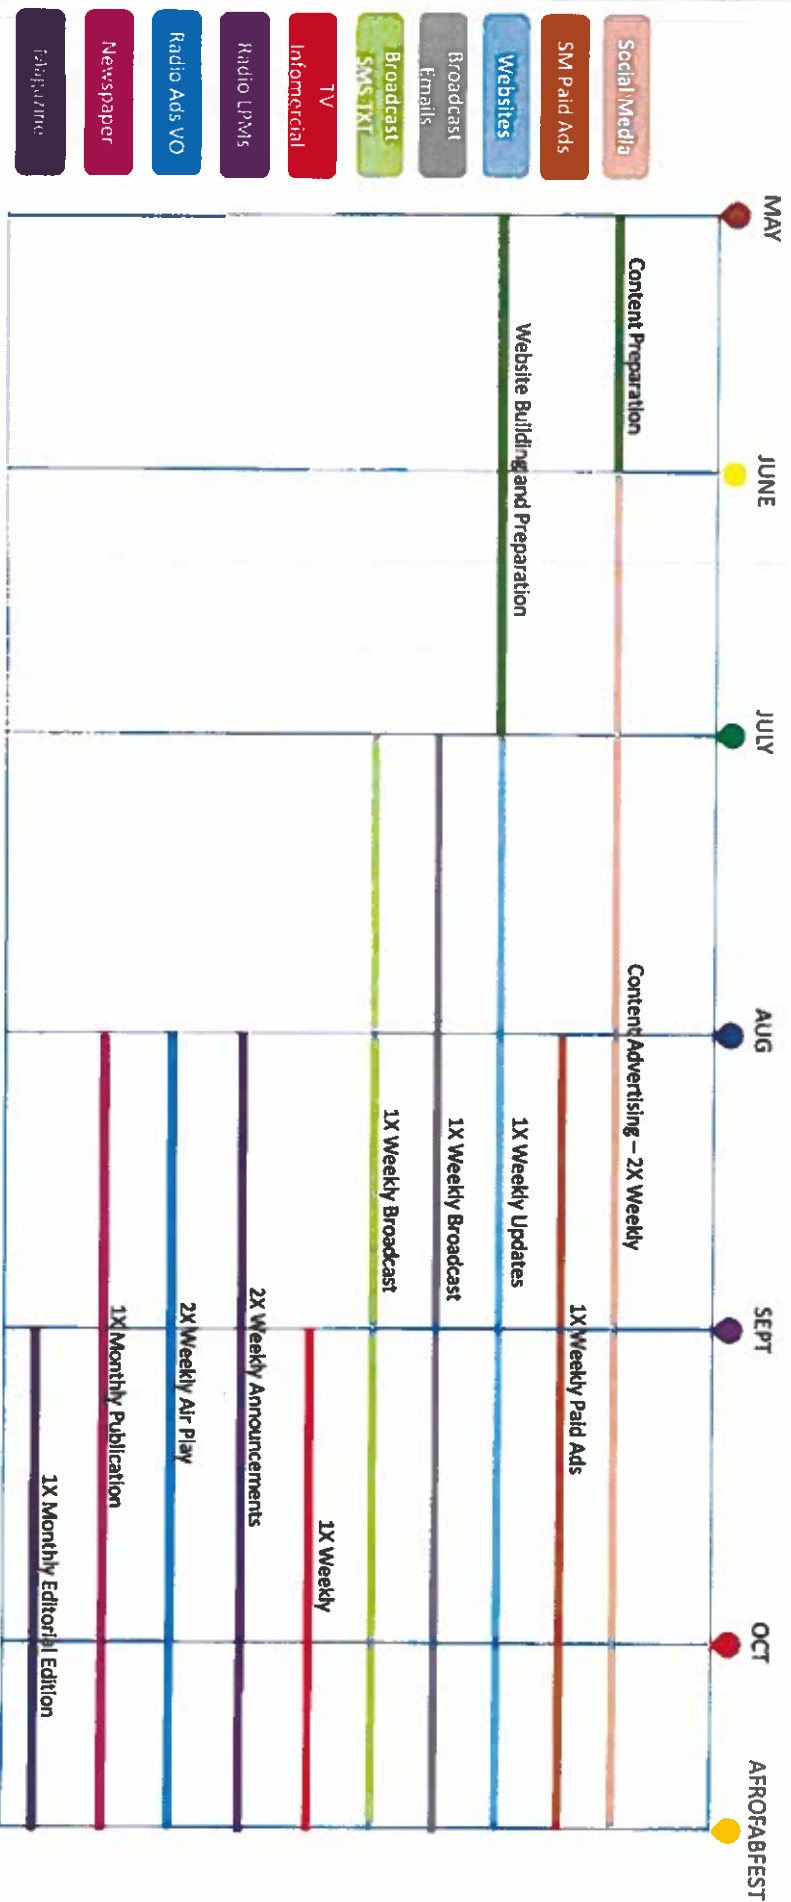 MAY
JUNE
JULY
AUG
SEPT
OCT
AFROFABFEST
Social Media
Content Preparation
Content Advertising – 2X Weekly
SM Paid Ads
1X Weekly Paid Ads
Websites
Website Building and Preparation
1X Weekly Updates
Broadcast
Emails
1X Weekly Broadcast
Broadcast
SMS TXT
1X Weekly Broadcast
TV
Infomercial
1X Weekly
Radio LPMs
2X Weekly Announcements
Radio Ads VO
2X Weekly Air Play
Newspaper
1X Monthly Publication
Magazine
1X Monthly Editorial Edition